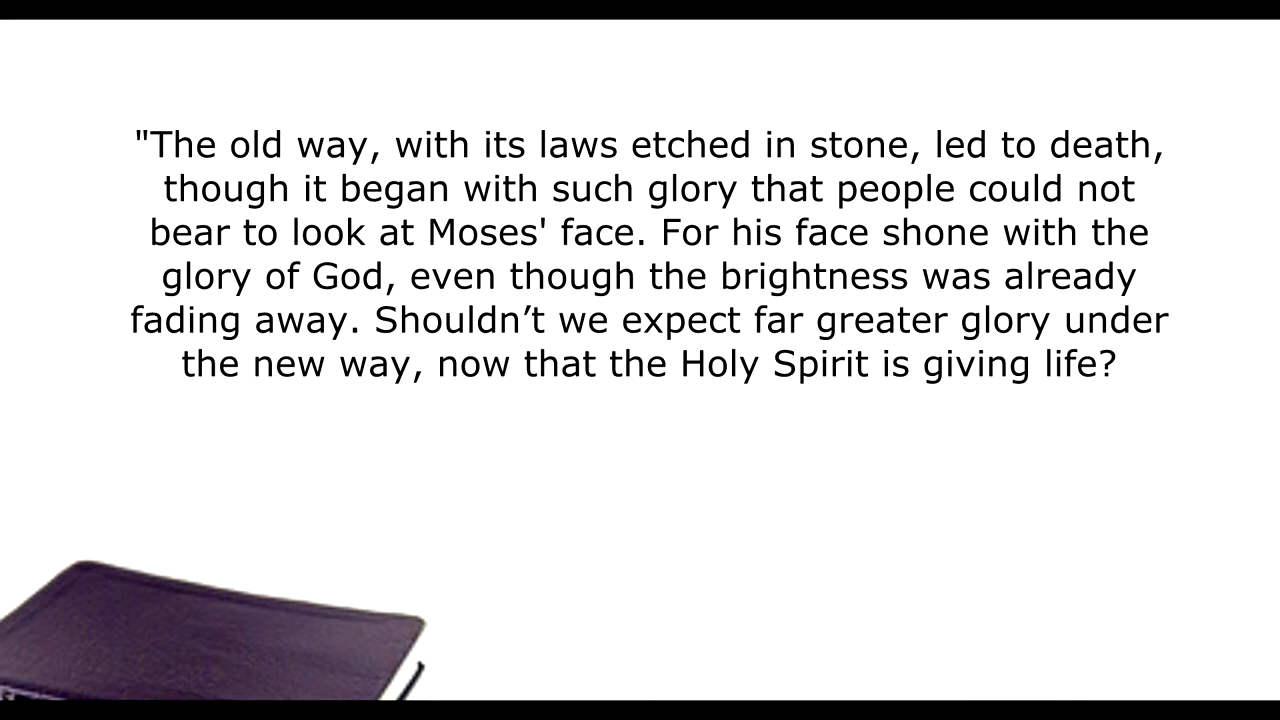 "The old way, with its laws etched in stone, led to death,
though it began with such glory that people could not
bear to look at Moses' face. For his face shone with the
glory of God, even though the brightness was already
fading away. Shouldn’t we expect far greater glory under
the new way, now that the Holy Spirit is giving life?